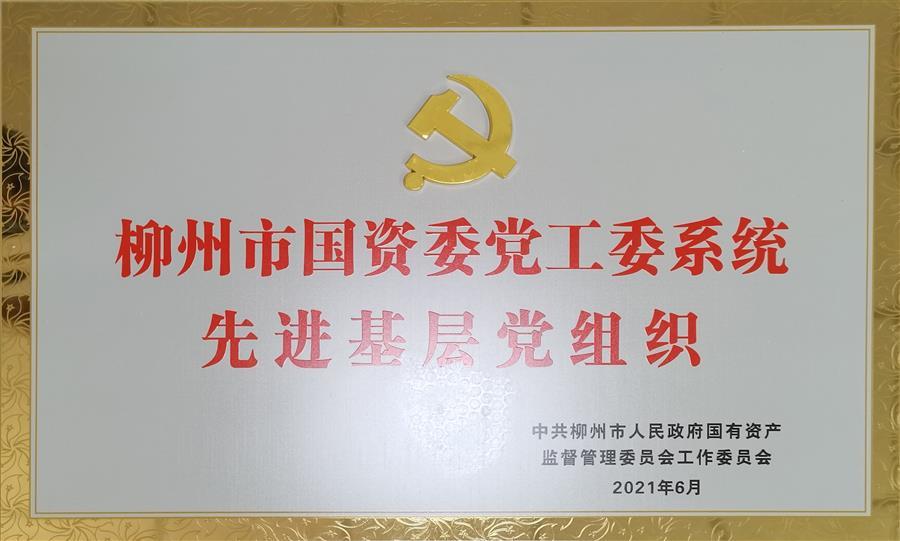 柳州市国资委党工委系统
先进基层党组织
中共柳州市人民政府国有资产
监督管理委员会工作委员会
2021年6月